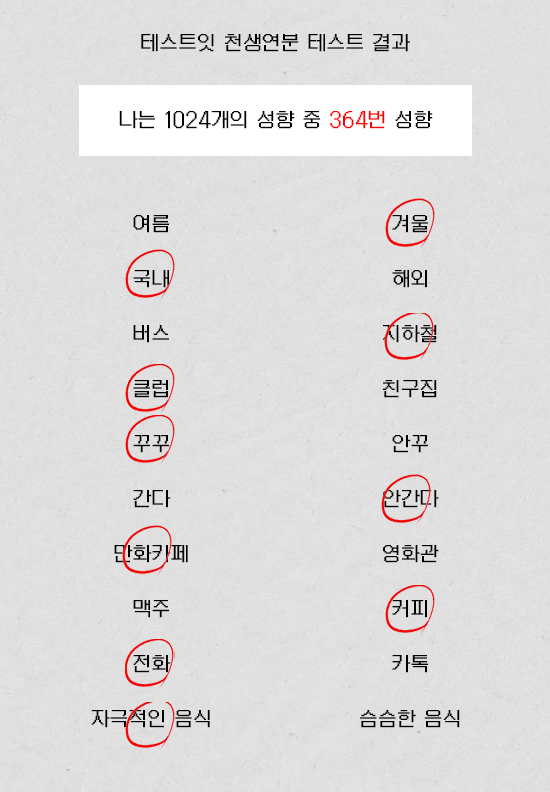 테스트잇 천생연분 테스트 결과
나는 1024개의 성향 중 364번 성향
여름 겨울
국내 해외
버스 지하철
클럽 친구집
꾸꾸 안꾸
간다 안간다
만화카페 영화관
맥주 커피
전화 카톡
자극적인 음식 슴슴한 음식